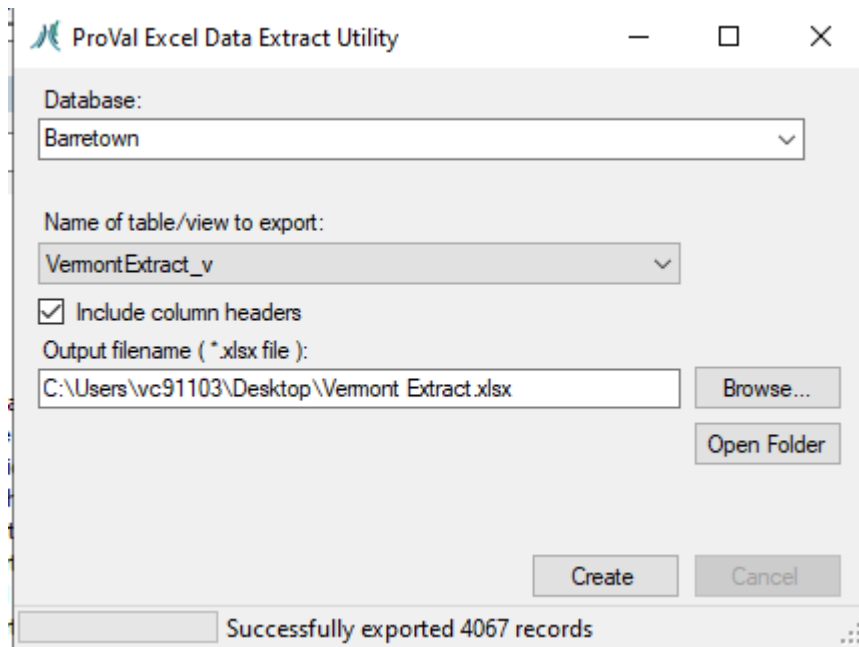 ProVal Excel Data Extract Utility
Database:
Barretown
Name of table/view to export:
VermontExtract_v
Include column headers
Output filename ( *.xlsx file ):
C:\Users\vc91103\Desktop\Vermont Extract.xlsx
Browse...
Open Folder
Create
Cancel
Successfully exported 4067 records